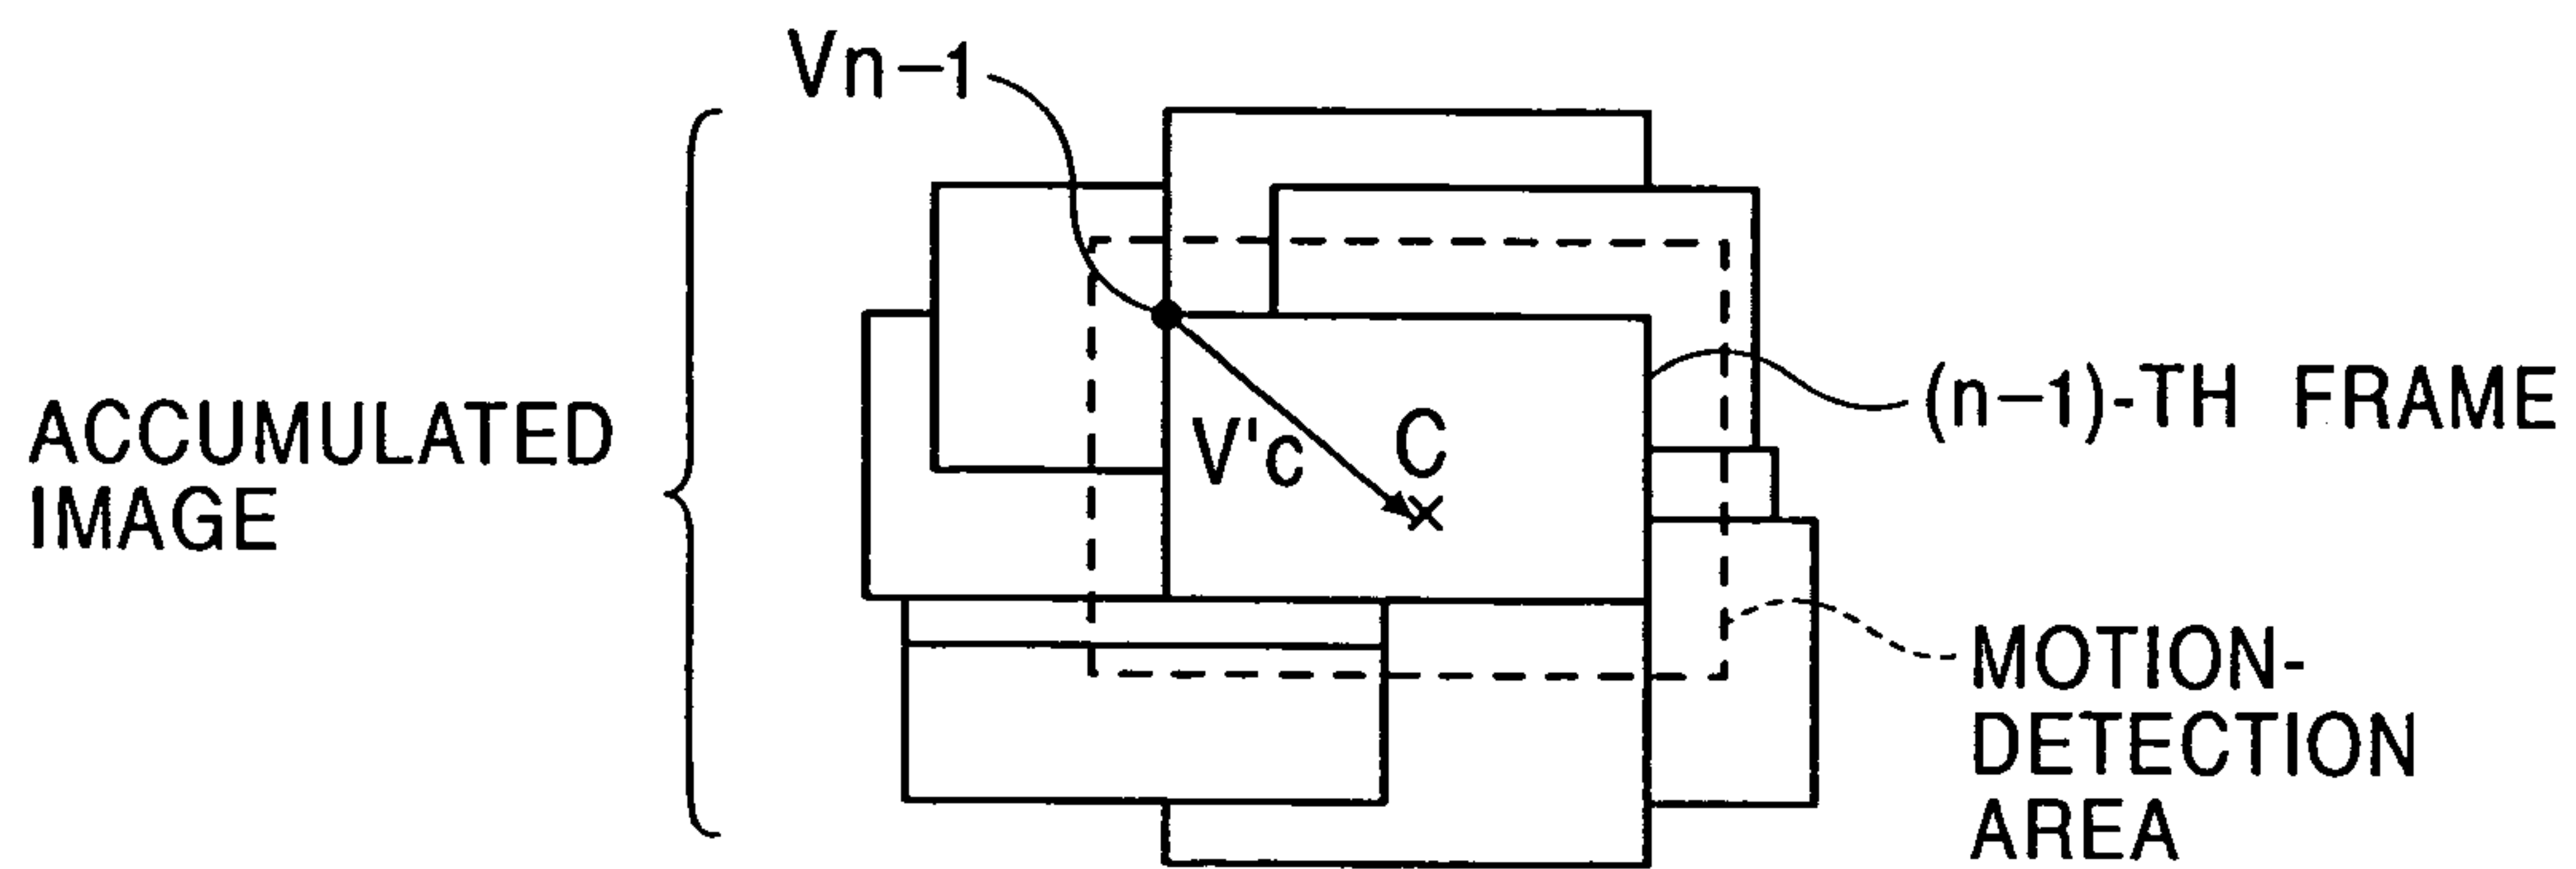 Vn−1
ACCUMULATED
IMAGE
V'c
C
(n−1)-TH FRAME
MOTION-
DETECTION
AREA